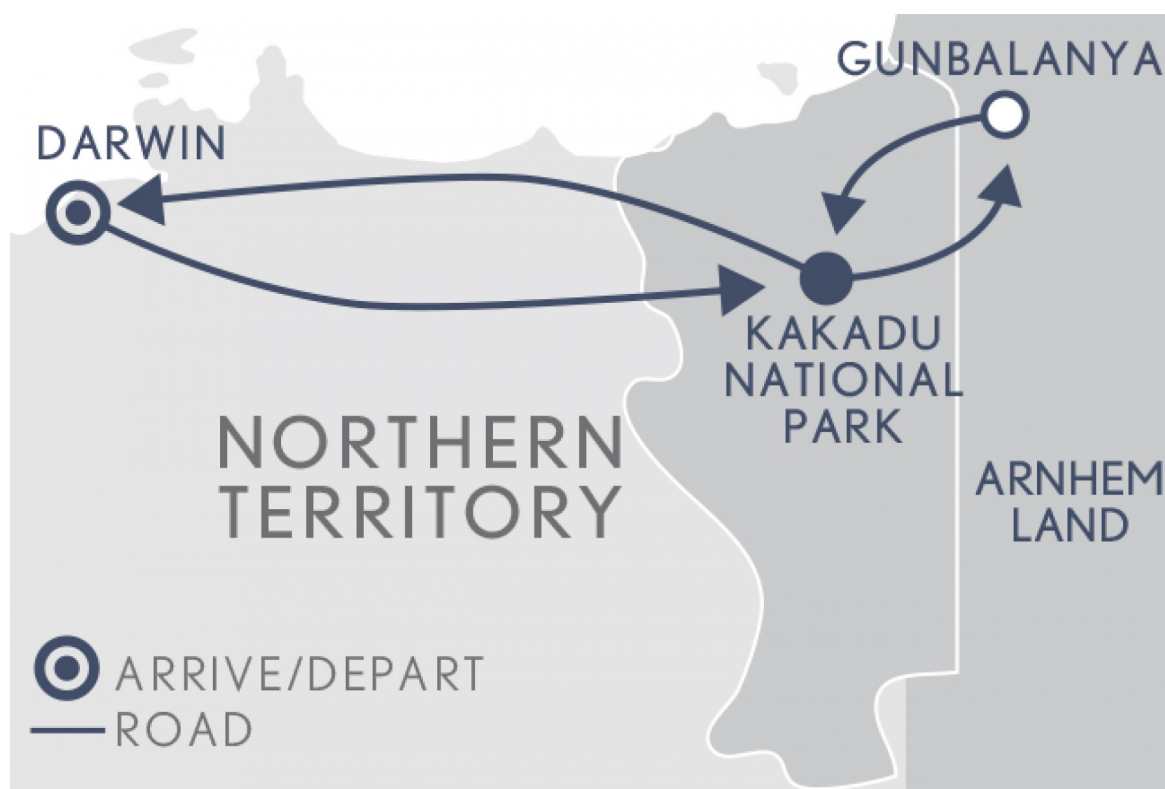 GUNBALANYA
DARWIN
KAKADU
NATIONAL
PARK
NORTHERN
TERRITORY
ARNHEM
LAND
ARRIVE/DEPART
ROAD